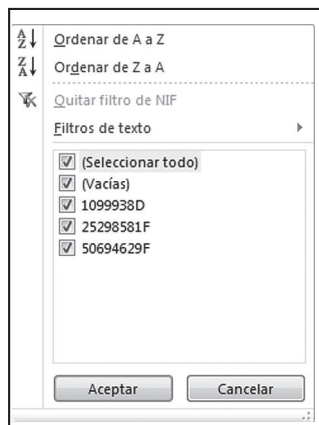 Ordenar de A a Z
Ordenar de Z a A
Quitar filtro de NIF
Filtros de texto
(Seleccionar todo)
(Vacías)
1099938D
25298581F
50694629F
Aceptar Cancelar